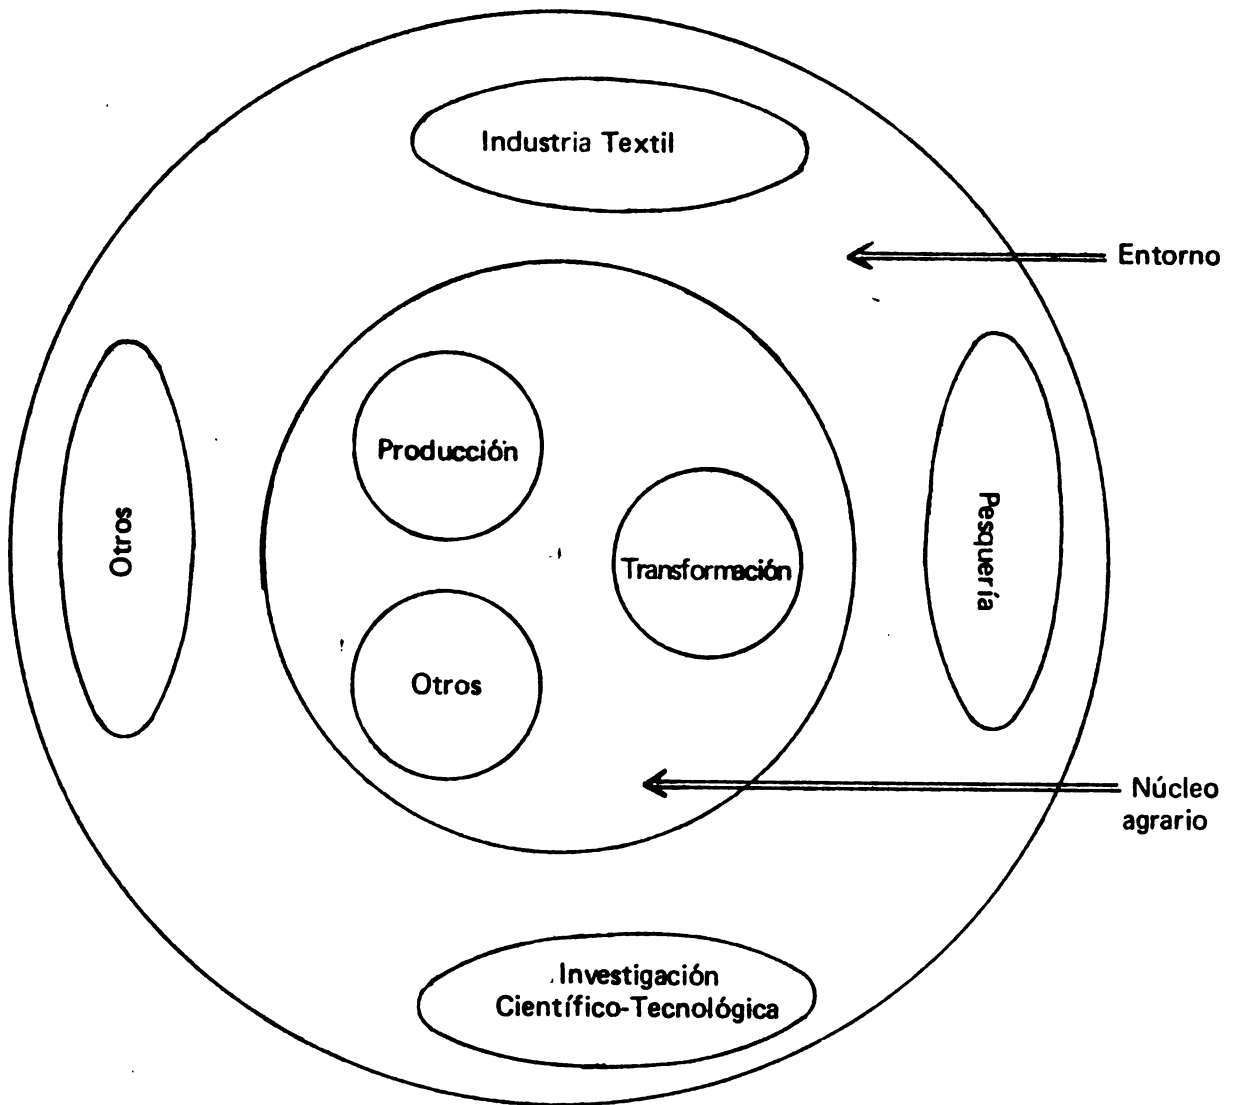 Industria Textil
Entorno
Producción
Pesquería
Otros
Transformación
Otros
Núcleo
agrario
Investigación
Científico-Tecnológica